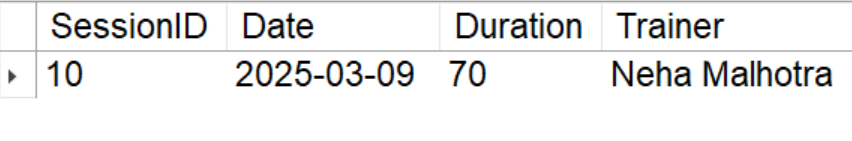 SessionID Date Duration Trainer
10 2025-03-09 70 Neha Malhotra